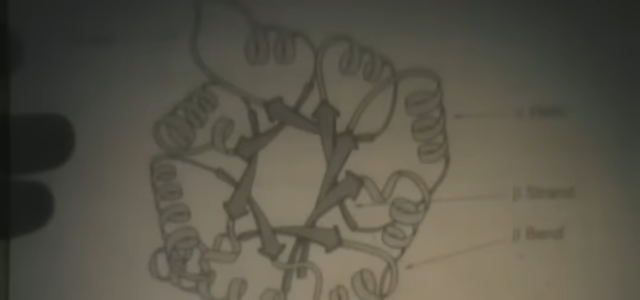 α Helix
β Strand
β Bend